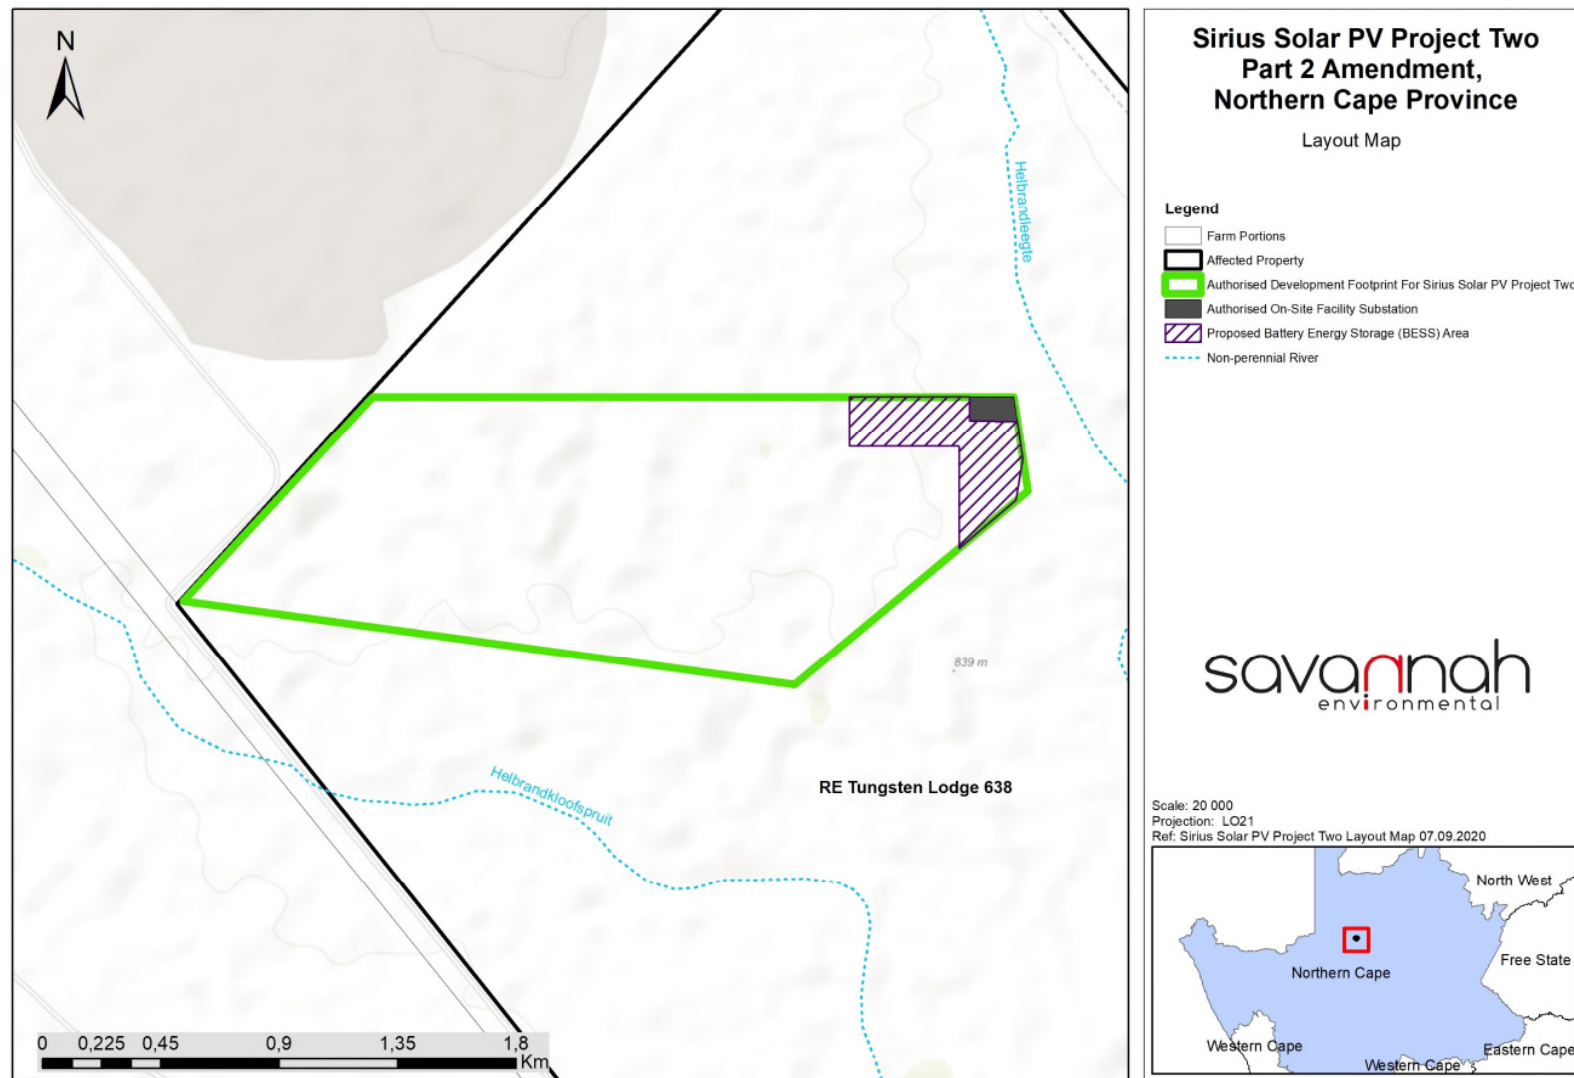 N
Helbrandleegte
839 m
RE Tungsten Lodge 638
Helbrandkloofspruit
0 0,225 0,45 0,9 1,35 1,8
Km
Sirius Solar PV Project Two
Part 2 Amendment,
Northern Cape Province
Layout Map
Legend
Farm Portions
Affected Property
Authorised Development Footprint For Sirius Solar PV Project Two
Authorised On-Site Facility Substation
Proposed Battery Energy Storage (BESS) Area
Non-perennial River
savannah
environmental
Scale: 20 000
Projection: LO21
Ref: Sirius Solar PV Project Two Layout Map 07.09.2020
North West
Free State
Northern Cape
Western Cape
Eastern Cape
Western Cape